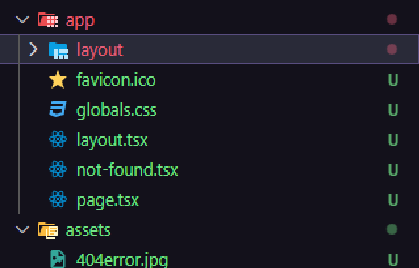 app
layout
favicon.ico U
globals.css U
layout.tsx U
not-found.tsx U
page.tsx U
assets
404error.jpg U